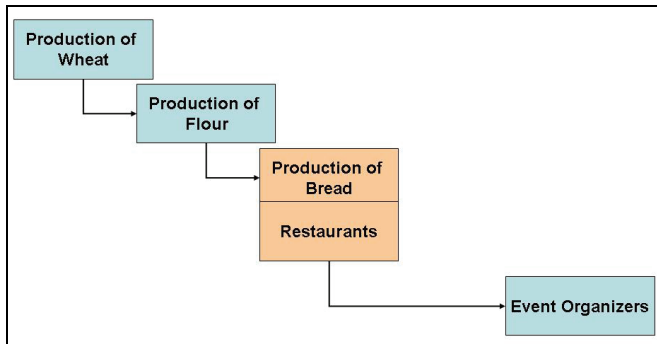 Production of
Wheat
Production of
Flour
Production of
Bread
Restaurants
Event Organizers